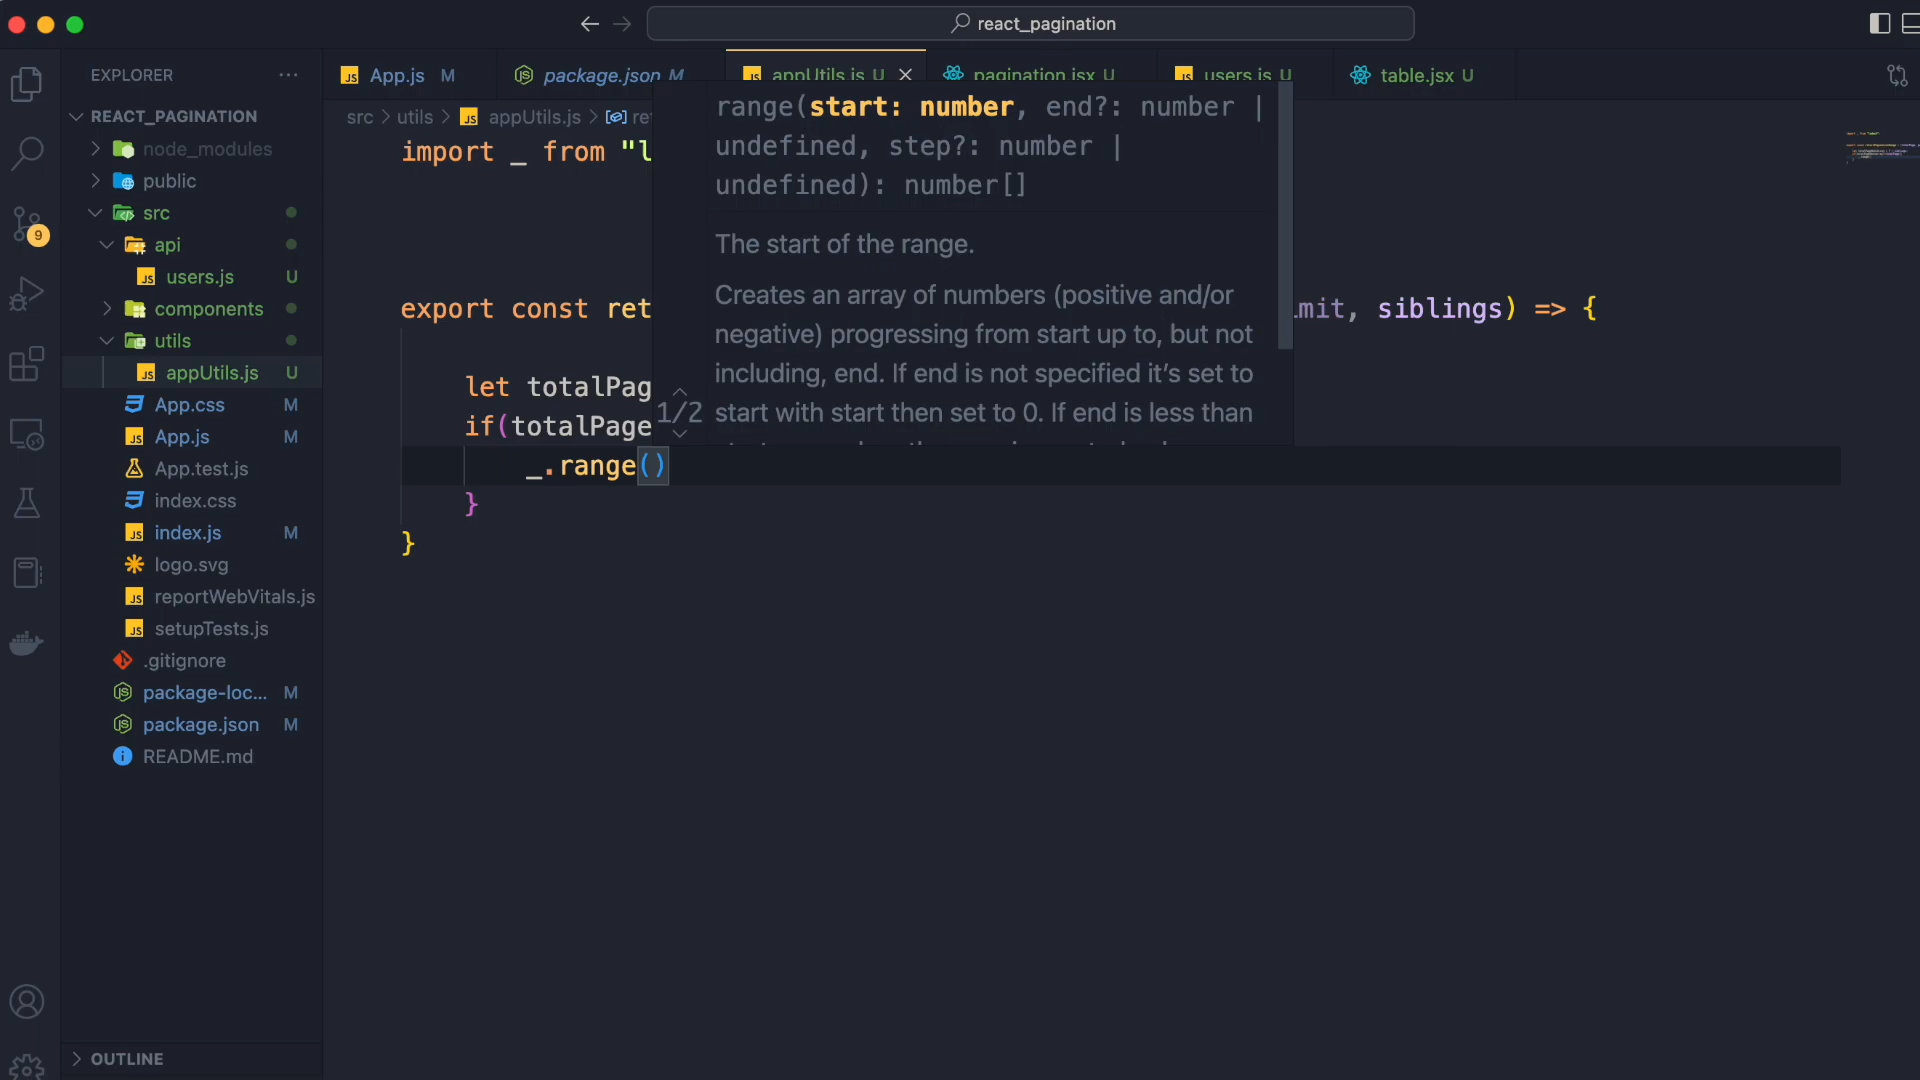 react_pagination
EXPLORER
REACT_PAGINATION
node_modules
public
src
api
users.js U
components
utils
appUtils.js U
App.css M
App.js M
App.test.js
index.css
index.js M
logo.svg
reportWebVitals.js
setupTests.js
.gitignore
package-loc... M
package.json M
README.md
OUTLINE
9
App.js M
package.json M
appUtils.js U
pagination.jsx U
users.js U
table.jsx U
src > utils > JS appUtils.js > re
import _ from "l
export const ret
mit, siblings) => {
let totalPag
if(totalPage
_.range()
}
}
range(start: number, end?: number |
undefined, step?: number |
undefined): number[]
The start of the range.
Creates an array of numbers (positive and/or
negative) progressing from start up to, but not
including, end. If end is not specified it's set to
1/2 start with start then set to 0. If end is less than